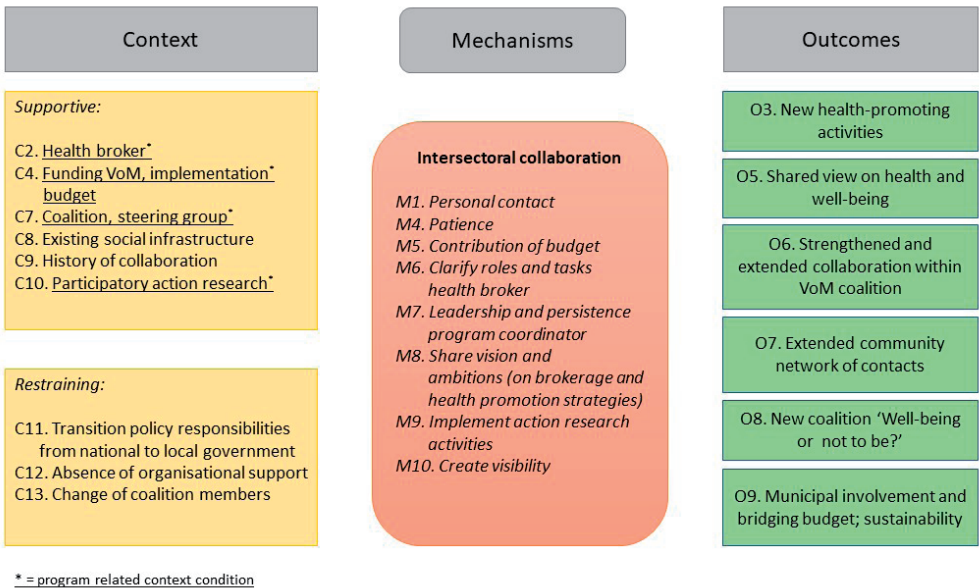 Context
Supportive:
C2. Health broker*
C4. Funding VoM, implementation*
budget
C7. Coalition, steering group*
C8. Existing social infrastructure
C9. History of collaboration
C10. Participatory action research*
Restraining:
C11. Transition policy responsibilities
from national to local government
C12. Absence of organisational support
C13. Change of coalition members
* = program related context condition
Mechanisms
Intersectoral collaboration
M1. Personal contact
M4. Patience
M5. Contribution of budget
M6. Clarify roles and tasks
health broker
M7. Leadership and persistence
program coordinator
M8. Share vision and
ambitions (on brokerage and
health promotion strategies)
M9. Implement action research
activities
M10. Create visibility
Outcomes
O3. New health-promoting
activities
O5. Shared view on health and
well-being
O6. Strengthened and
extended collaboration within
VoM coalition
O7. Extended community
network of contacts
O8. New coalition ‘Well-being
or not to be?’
O9. Municipal involvement and
bridging budget; sustainability